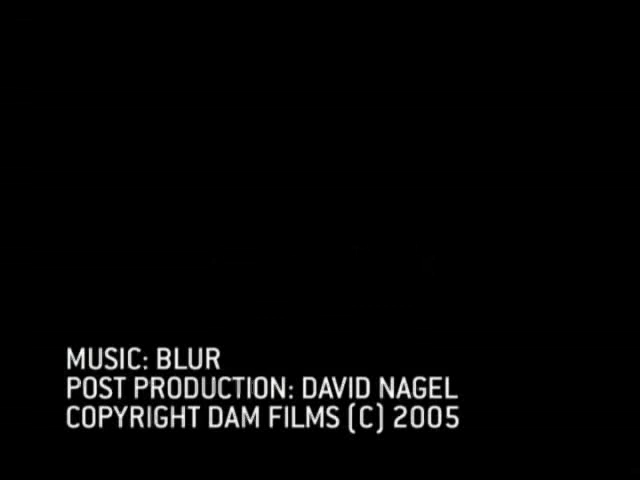 MUSIC: BLUR
POST PRODUCTION: DAVID NAGEL
COPYRIGHT DAM FILMS (C) 2005